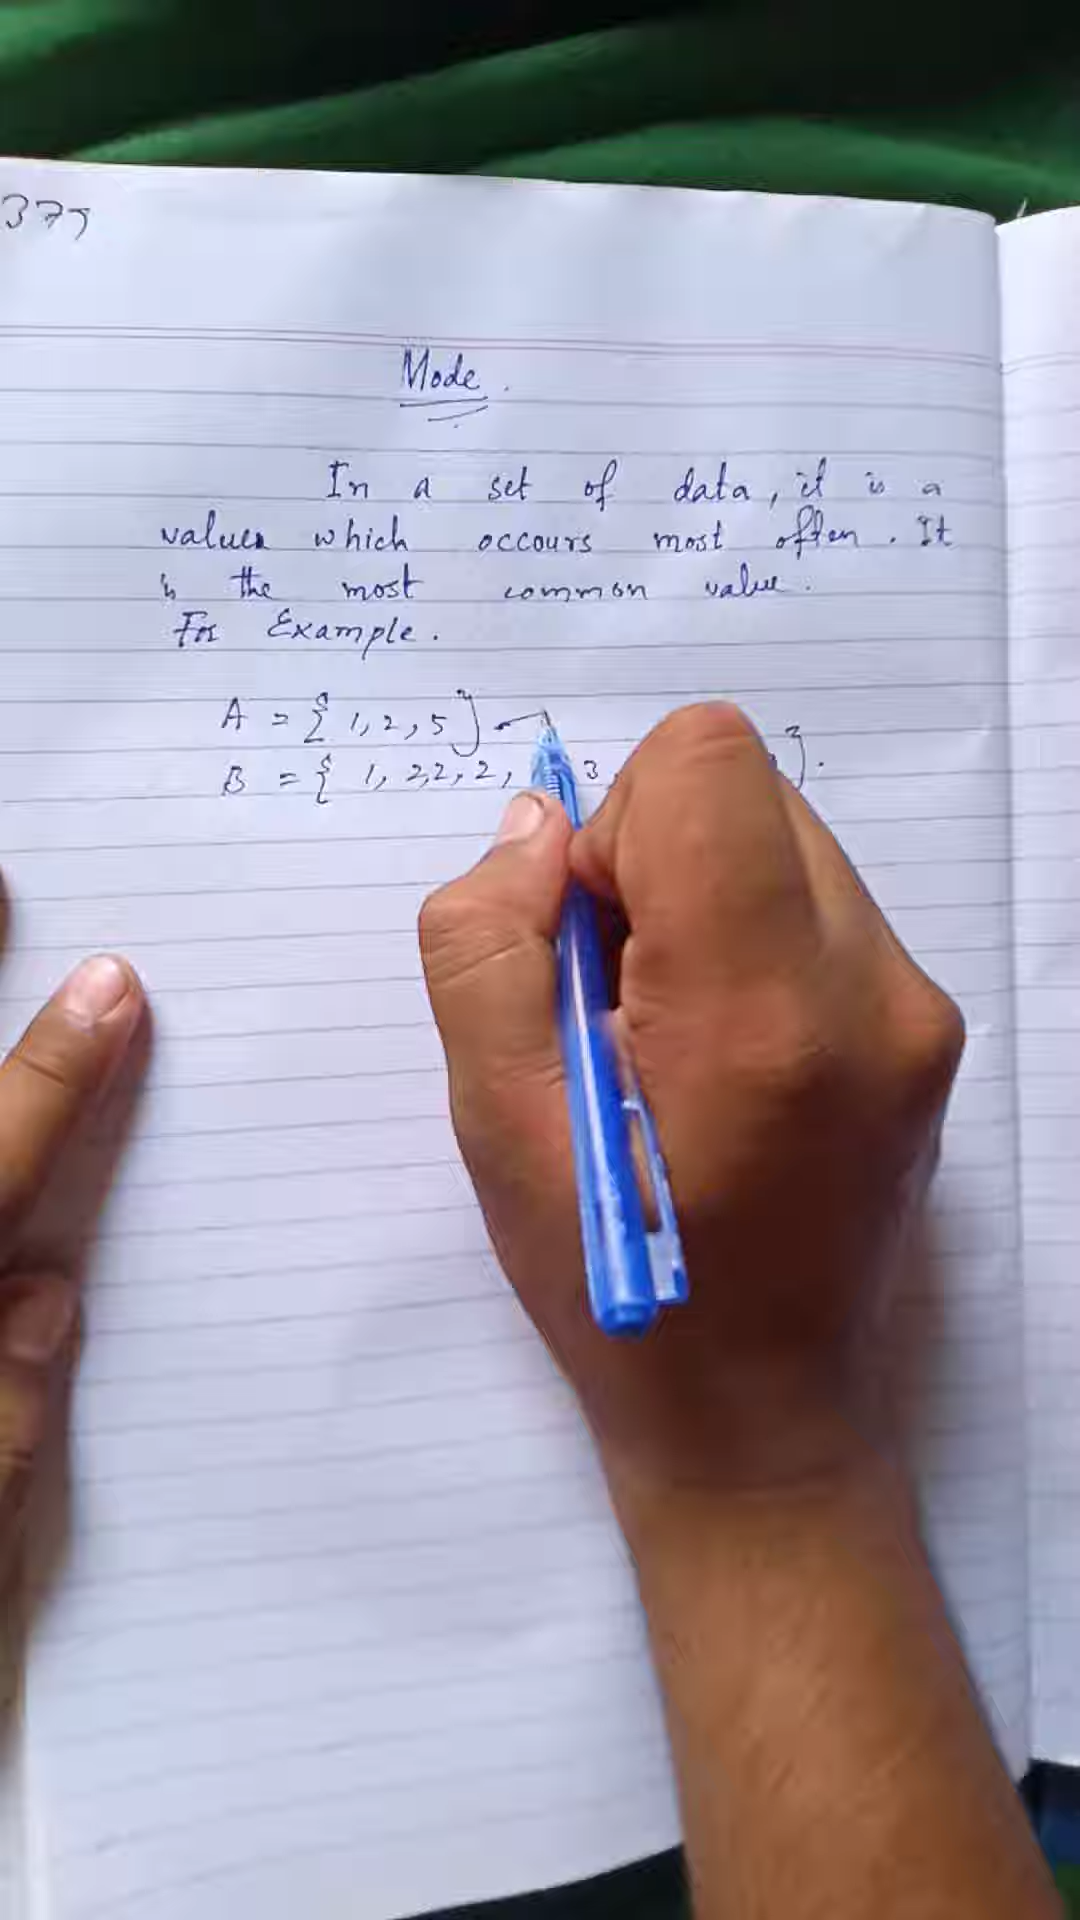 375
Mode.
In a set of data, it is a
values which occours most often. It
is the most common value.
For Example.
A = { 1, 2, 5 }
B = { 1, 2,2, 2, 3, }.